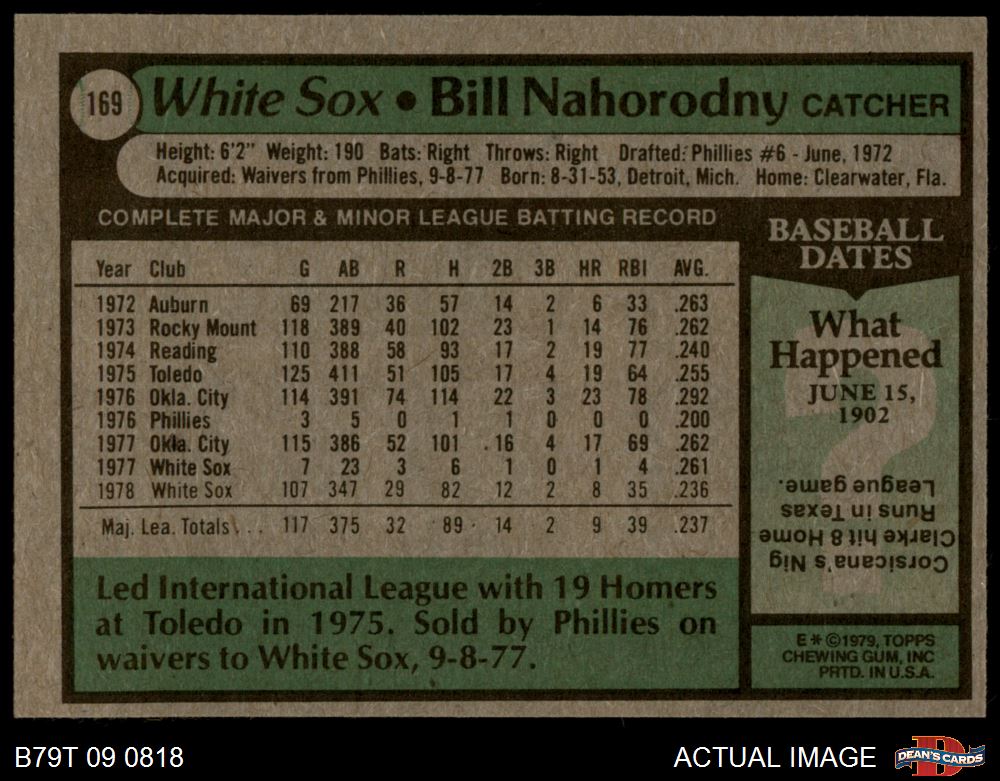 169 White Sox • Bill Nahorodny CATCHER
Height: 6'2" Weight: 190 Bats: Right Throws: Right Drafted: Phillies #6 - June, 1972
Acquired: Waivers from Phillies, 9-8-77 Born: 8-31-53, Detroit, Mich. Home: Clearwater, Fla.
COMPLETE MAJOR & MINOR LEAGUE BATTING RECORD
Year Club G AB R H 2B 3B HR RBI AVG.
1972 Auburn 69 217 36 57 14 2 6 33 .263
1973 Rocky Mount 118 389 40 102 23 1 14 76 .262
1974 Reading 110 388 58 93 17 2 19 77 .240
1975 Toledo 125 411 51 105 17 4 19 64 .255
1976 Okla. City 114 391 74 114 22 3 23 78 .292
1976 Phillies 3 5 0 1 1 0 0 0 .200
1977 Okla. City 115 386 52 101 16 4 17 69 .262
1977 White Sox 7 23 3 6 1 0 1 4 .261
1978 White Sox 107 347 29 82 12 2 8 35 .236
Maj. Lea. Totals . . . 117 375 32 89 14 2 9 39 .237
Led International League with 19 Homers
at Toledo in 1975. Sold by Phillies on
waivers to White Sox, 9-8-77.
BASEBALL
DATES
What
Happened
JUNE 15,
1902
?
Corsicana's Nig
Clarke hit 8 Home
Runs in Texas
League game.
E * ©1979, TOPPS
CHEWING GUM, INC
PRTD. IN U.S.A.
B79T 09 0818
ACTUAL IMAGE
D
DEAN'S CARDS